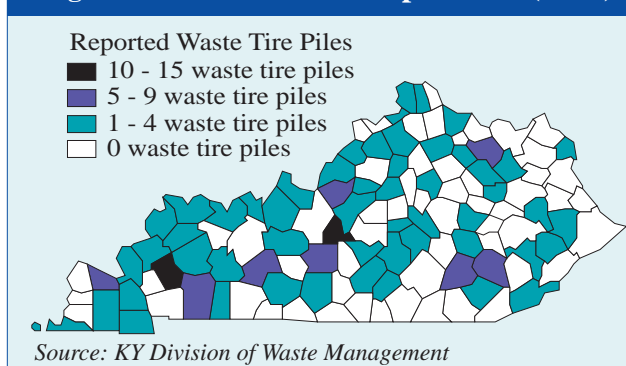 Reported Waste Tire Piles
10 - 15 waste tire piles
5 - 9 waste tire piles
1 - 4 waste tire piles
0 waste tire piles
Source: KY Division of Waste Management